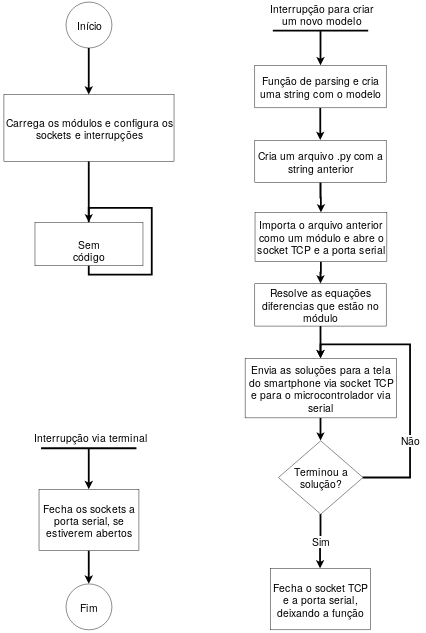 Início
Carrega os módulos e configura os
sockets e interrupções
Sem
código
Interrupção via terminal
Fecha os sockets a
porta serial, se
estiverem abertos
Fim
Interrupção para criar
um novo modelo
Função de parsing e cria
uma string com o modelo
Cria um arquivo .py com a
string anterior
Importa o arquivo anterior
como um módulo e abre o
socket TCP e a porta serial
Resolve as equações
diferencias que estão no
módulo
Envia as soluções para a tela
do smartphone via socket TCP
e para o microcontrolador via
serial
Terminou a
solução?
Não
Sim
Fecha o socket TCP
e a porta serial,
deixando a função